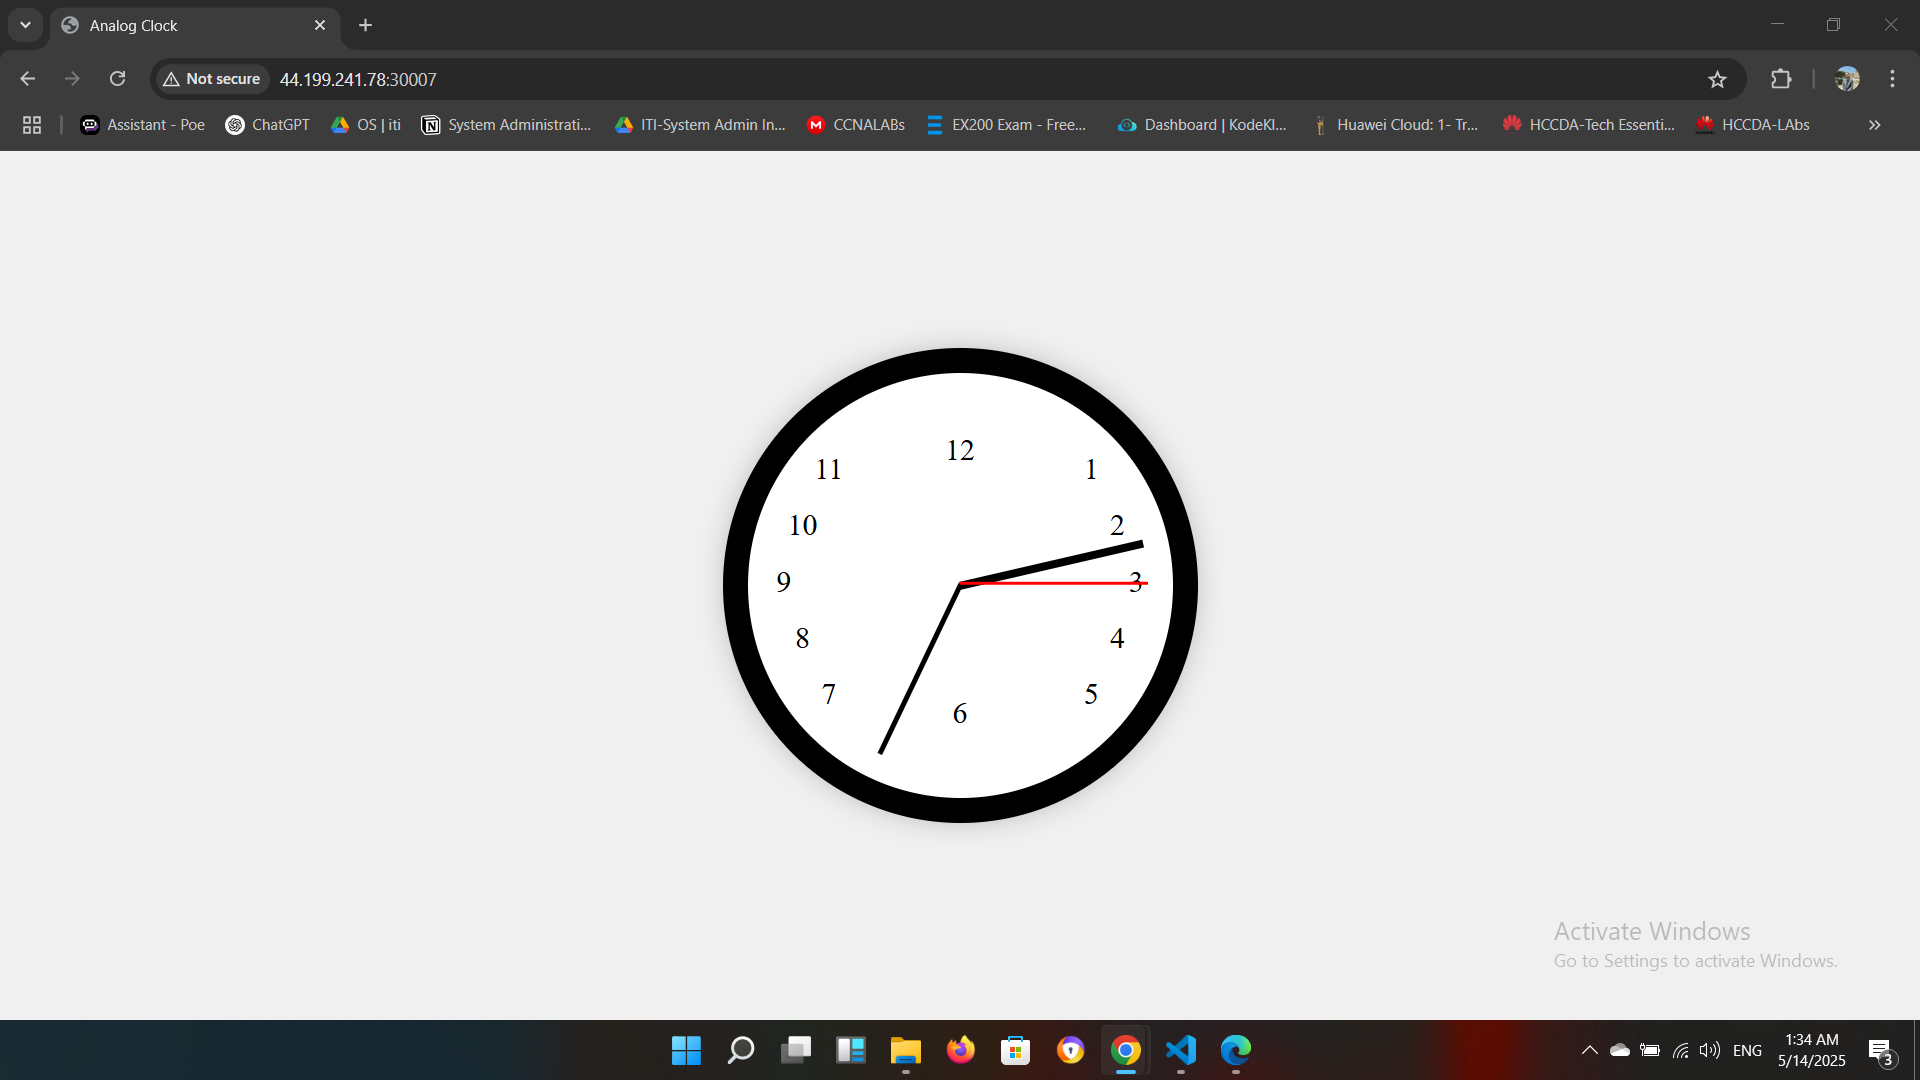 Analog Clock
Not secure 44.199.241.78:30007
Assistant - Poe ChatGPT OS | iti System Administrati... ITI-System Admin In... CCNALABs EX200 Exam - Free... Dashboard | KodeKl... Huawei Cloud: 1- Tr... HCCDA-Tech Essenti... HCCDA-LAbs
12
11 1
10 2
9 3
8 4
7 5
6
Activate Windows
Go to Settings to activate Windows.
ENG 1:34 AM
5/14/2025 3